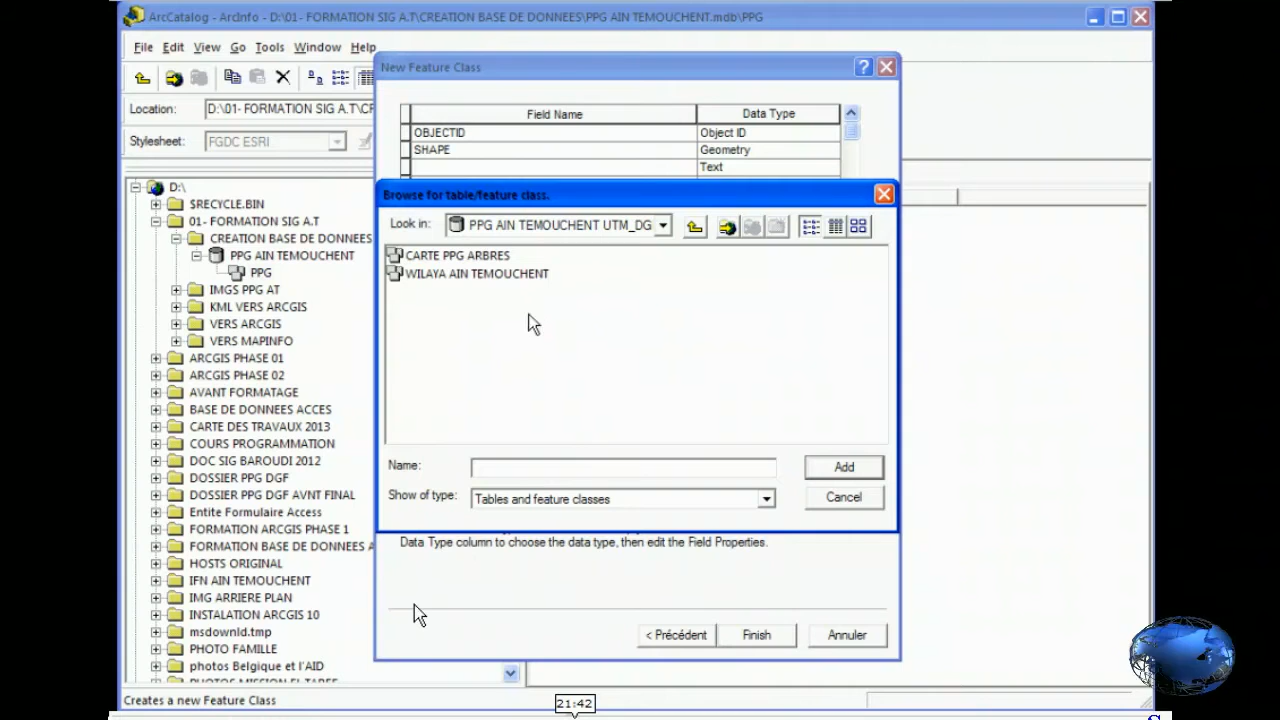 ArcCatalog - ArcInfo - D:\01- FORMATION SIG A.T\CREATION BASE DE DONNEES\PPG AIN TEMOUCHENT.mdb\PPG
File Edit View Go Tools Window Help
Location: D:\01- FORMATION SIG A.T\CF
Stylesheet: FGDC ESRI
D:\
$RECYCLE.BIN
01- FORMATION SIG A.T
CREATION BASE DE DONNEES
PPG AIN TEMOUCHENT
PPG
IMGS PPG AT
KML VERS ARCGIS
VERS ARCGIS
VERS MAPINFO
ARCGIS PHASE 01
ARCGIS PHASE 02
AVANT FORMATAGE
BASE DE DONNEES ACCES
CARTE DES TRAVAUX 2013
COURS PROGRAMMATION
DOC SIG BAROUDI 2012
DOSSIER PPG DGF
DOSSIER PPG DGF AVNT FINAL
Entite Formulaire Access
FORMATION ARCGIS PHASE 1
FORMATION BASE DE DONNEES A
HOSTS ORIGINAL
IFN AIN TEMOUCHENT
IMG ARRIERE PLAN
INSTALATION ARCGIS 10
msdownld.tmp
PHOTO FAMILLE
photos Belgique et l'AID
Creates a new Feature Class
New Feature Class
Field Name Data Type
OBJECTID Object ID
SHAPE Geometry
Text
Browse for table/feature class.
Look in: PPG AIN TEMOUCHENT UTM_DG
CARTE PPG ARBRES
WILAYA AIN TEMOUCHENT
Name: Add
Show of type: Tables and feature classes Cancel
Data Type column to choose the data type, then edit the Field Properties.
< Précédent Finish Annuler
21:42